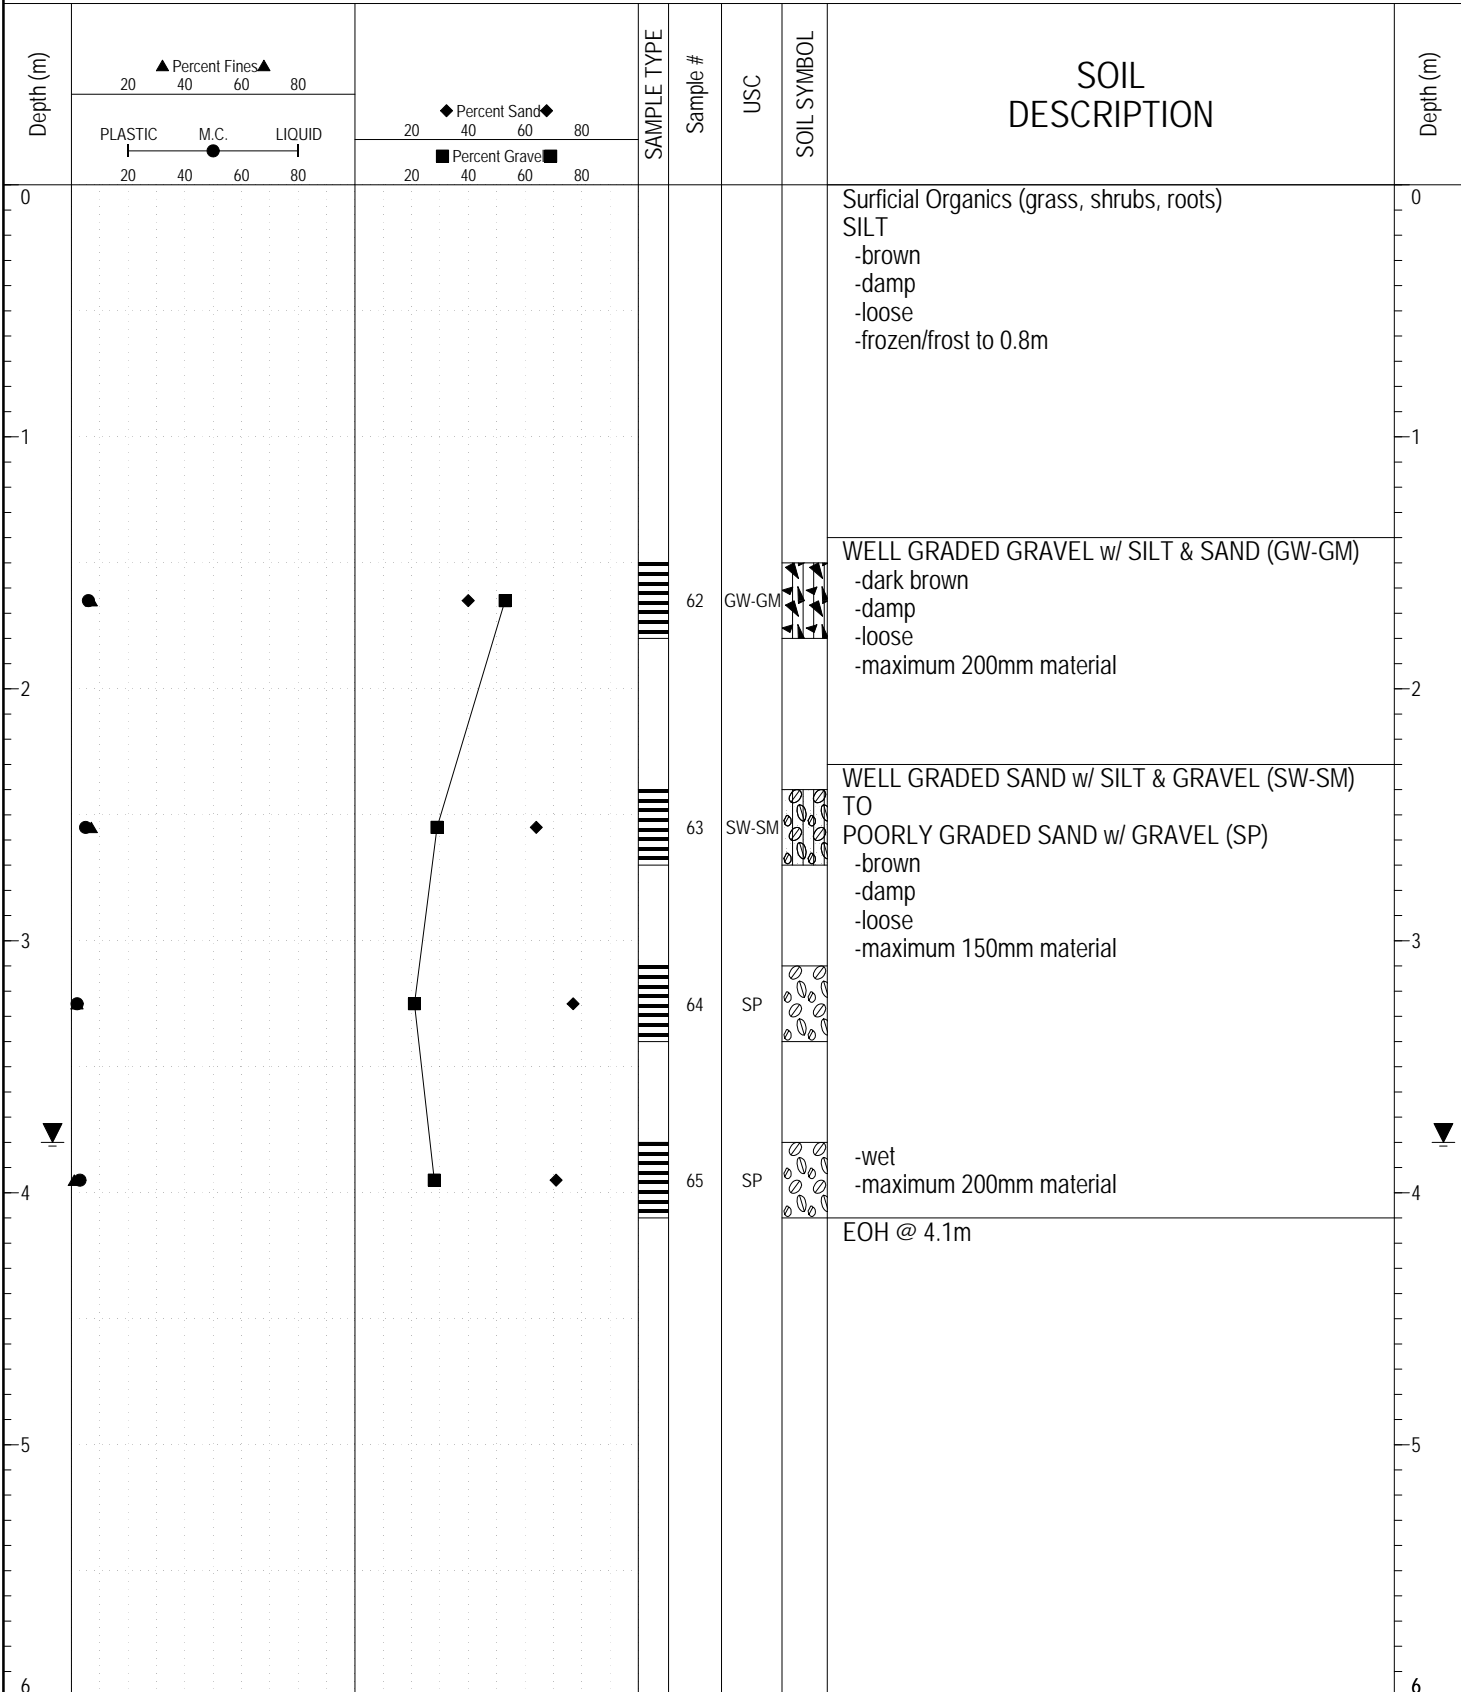 Depth (m)
▲ Percent Fines▲
20 40 60 80
PLASTIC M.C. LIQUID
20 40 60 80
◆ Percent Sand◆
20 40 60 80
■ Percent Gravel■
20 40 60 80
SAMPLE TYPE
Sample #
USC
SOIL SYMBOL
SOIL
DESCRIPTION
Depth (m)
0 0
Surficial Organics (grass, shrubs, roots)
SILT
-brown
-damp
-loose
-frozen/frost to 0.8m
1 1
WELL GRADED GRAVEL w/ SILT & SAND (GW-GM)
-dark brown
62 GW-GM
-damp
-loose
-maximum 200mm material
2 2
WELL GRADED SAND w/ SILT & GRAVEL (SW-SM)
TO
63 SW-SM
POORLY GRADED SAND w/ GRAVEL (SP)
-brown
-damp
-loose
-maximum 150mm material
3 3
64 SP
-wet
65 SP
-maximum 200mm material
4 4
EOH @ 4.1m
5 5
6 6